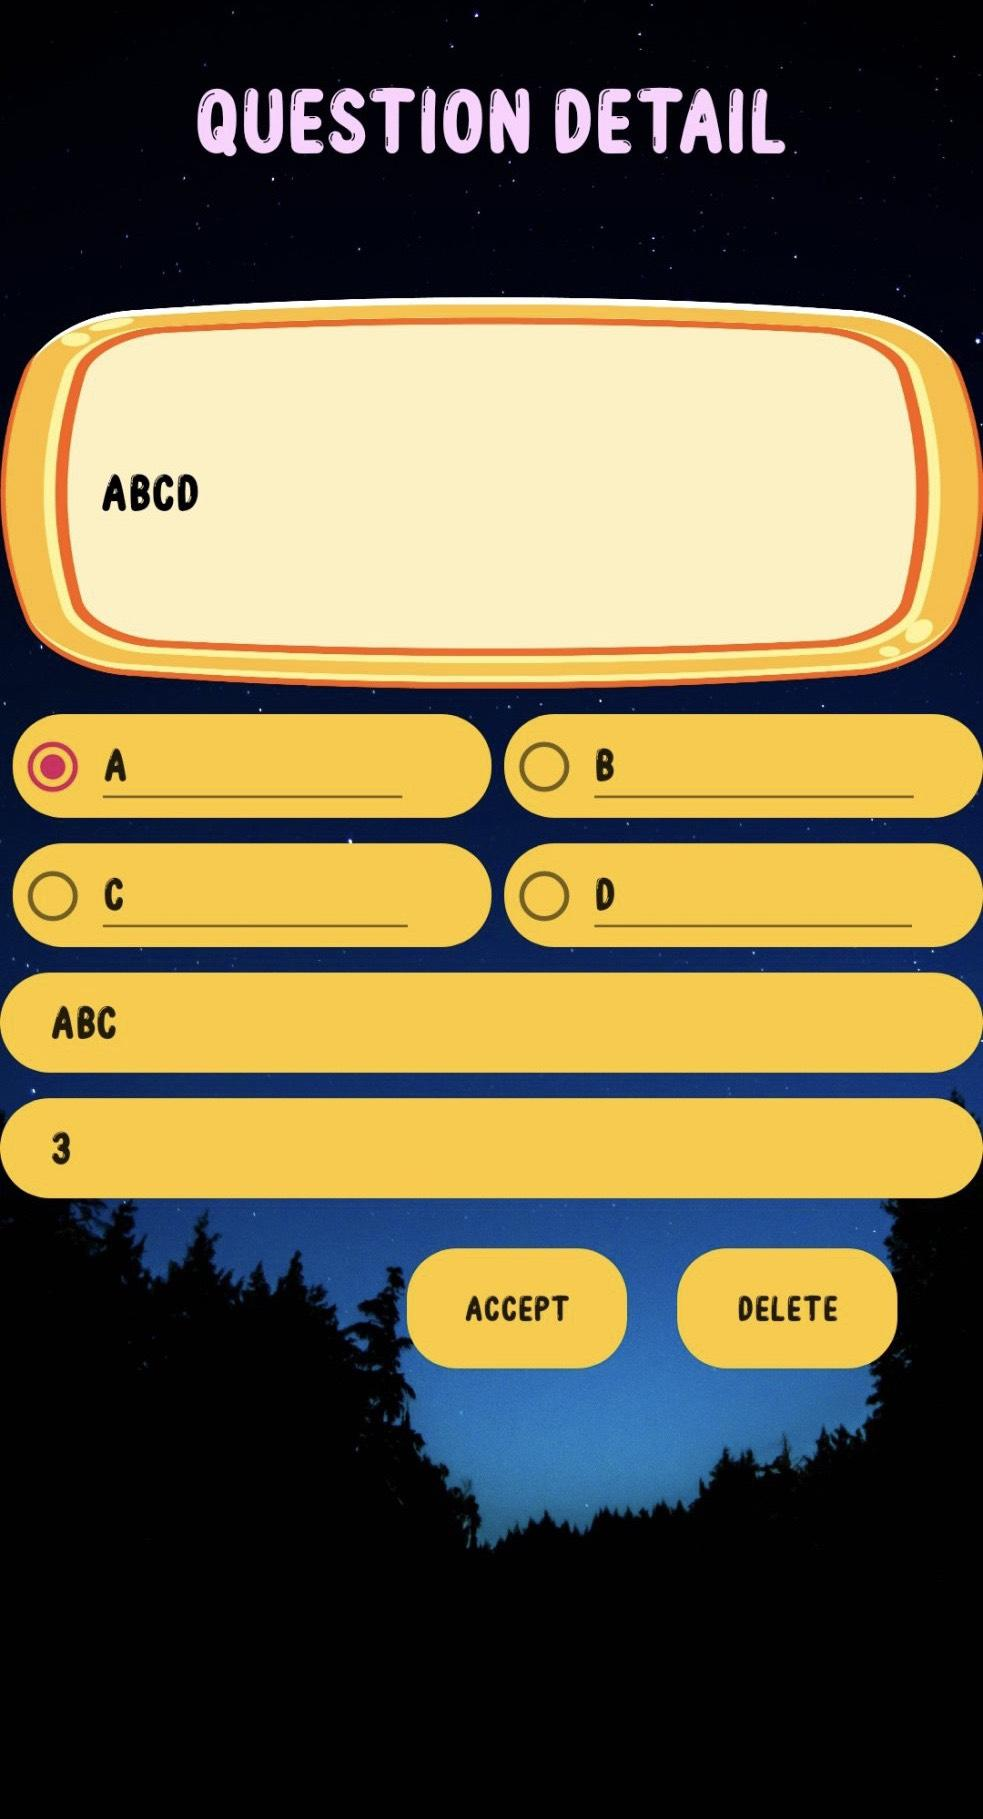 QUESTION DETAIL
ABCD
A
B
C
D
ABC
3
ACCEPT
DELETE